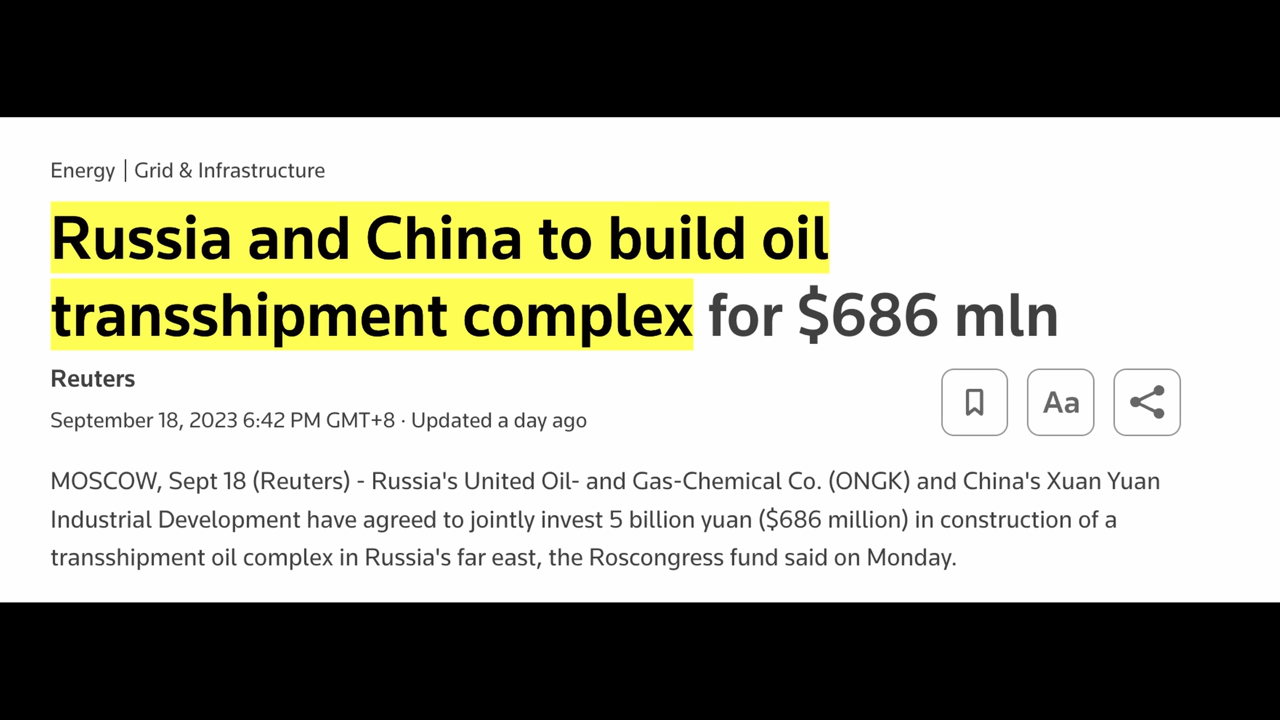 Energy | Grid & Infrastructure
Russia and China to build oil
transshipment complex for $686 mln
Reuters
September 18, 2023 6:42 PM GMT+8 · Updated a day ago
Aa
MOSCOW, Sept 18 (Reuters) - Russia's United Oil- and Gas-Chemical Co. (ONGK) and China's Xuan Yuan
Industrial Development have agreed to jointly invest 5 billion yuan ($686 million) in construction of a
transshipment oil complex in Russia's far east, the Roscongress fund said on Monday.